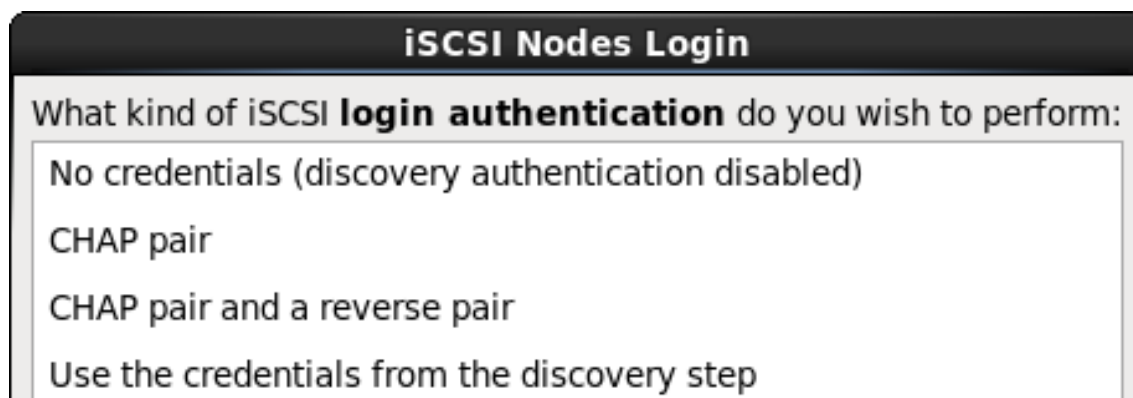 iSCSI Nodes Login
What kind of iSCSI login authentication do you wish to perform:
No credentials (discovery authentication disabled)
CHAP pair
CHAP pair and a reverse pair
Use the credentials from the discovery step